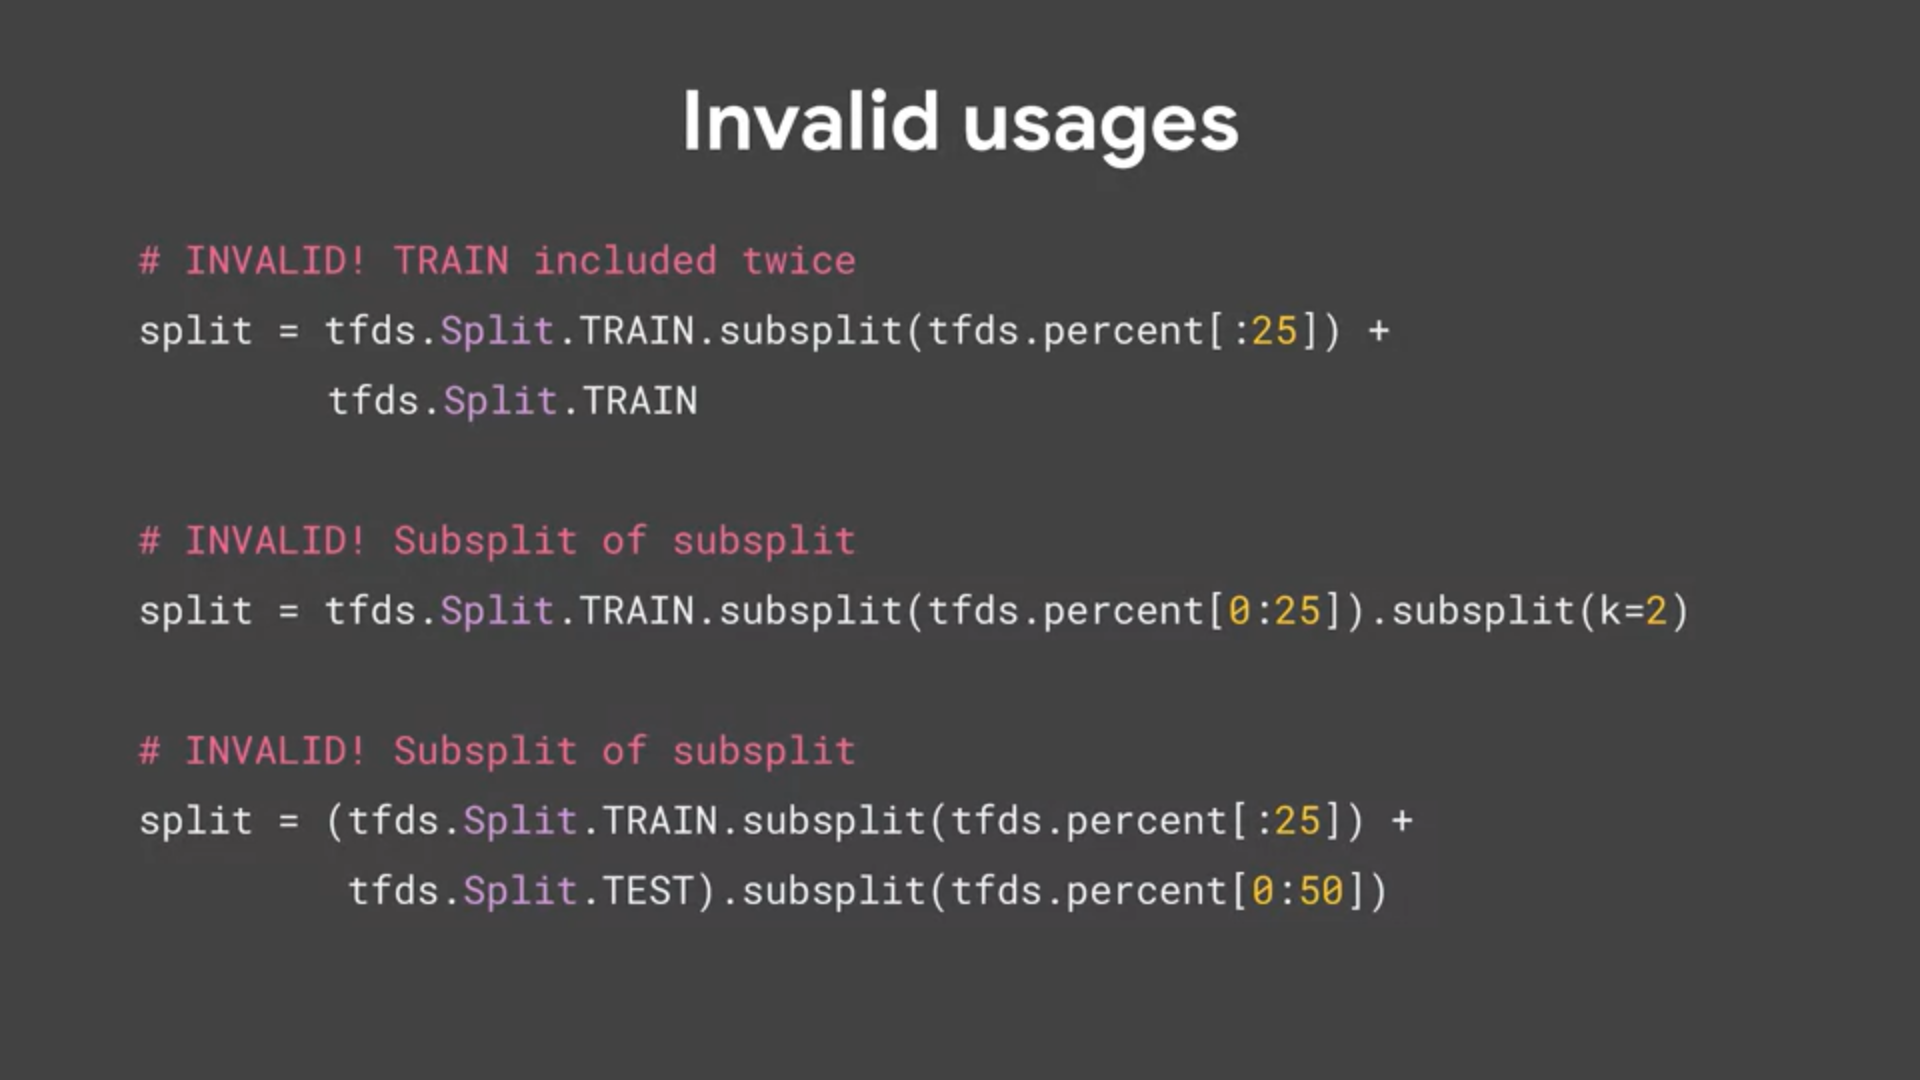 Invalid usages
# INVALID! TRAIN included twice
split = tfds.Split.TRAIN.subsplit(tfds.percent[:25]) +
tfds.Split.TRAIN
# INVALID! Subsplit of subsplit
split = tfds.Split.TRAIN.subsplit(tfds.percent[0:25]).subsplit(k=2)
# INVALID! Subsplit of subsplit
split = (tfds.Split.TRAIN.subsplit(tfds.percent[:25]) +
tfds.Split.TEST).subsplit(tfds.percent[0:50])